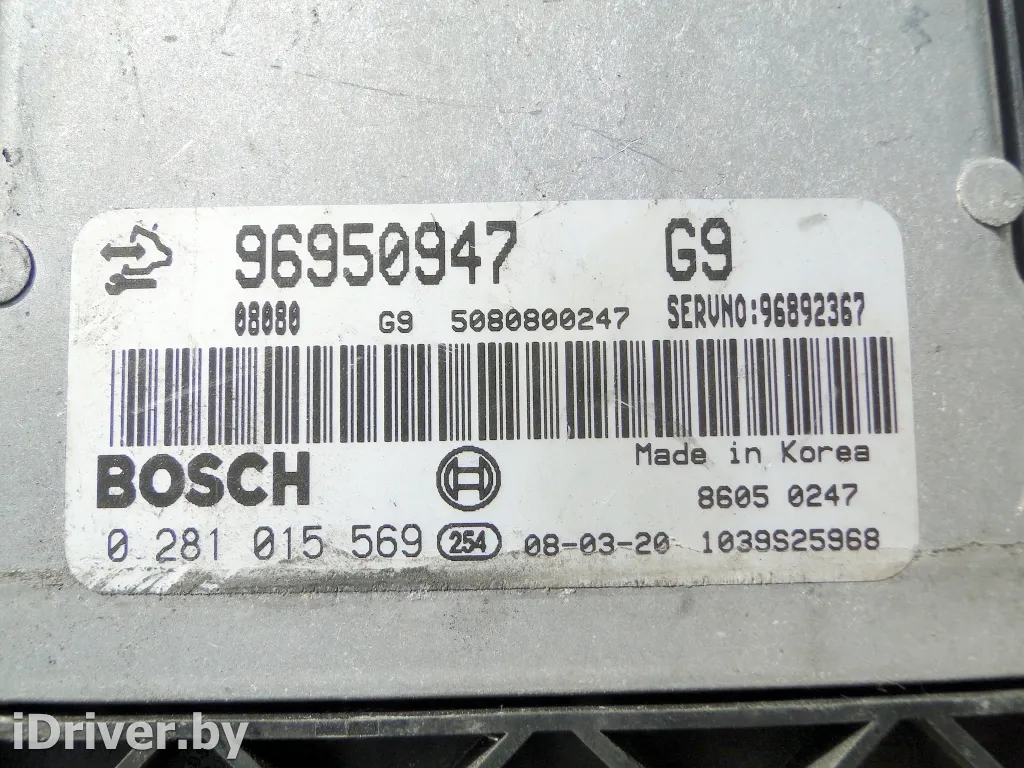 96950947 G9
08080 G9 5080800247 SERVNO:96892367
BOSCH Made in Korea
8605 0247
0 281 015 569 254 08-03-20 1039S25968
iDriver.by